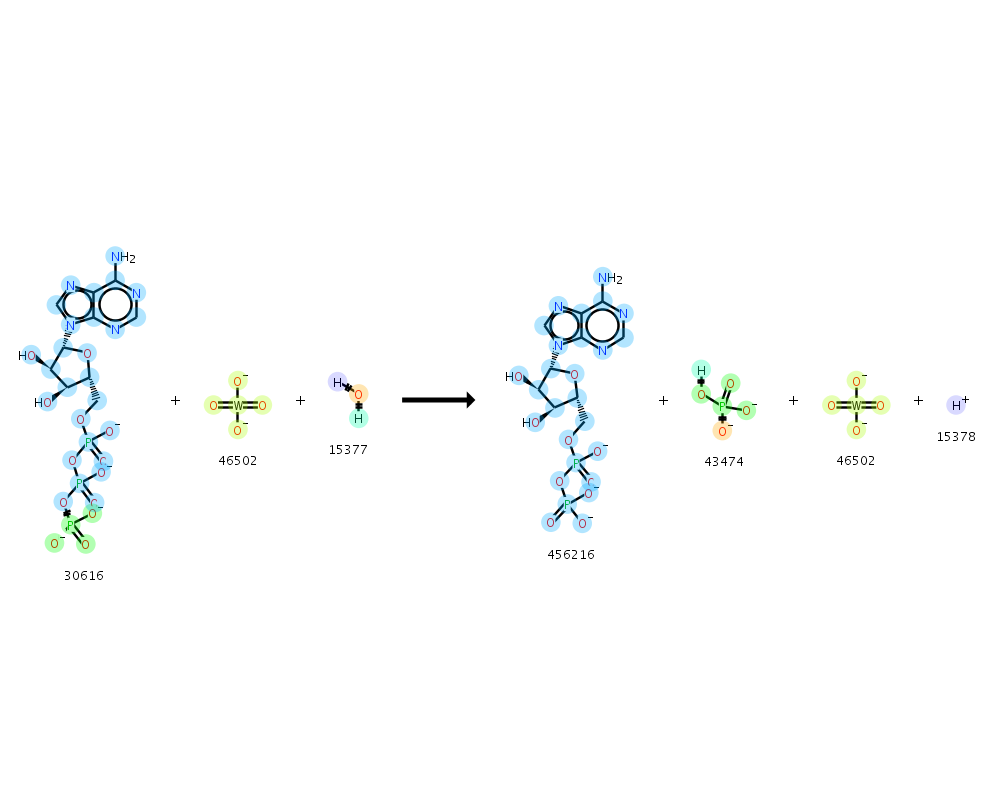 NH2 NH2
N N N N
N N N N
O O
HO HO
HO HO
O O
P O− P O−
O O O O
O− O−
P P
O O O O−
O−
P+
O− O
30616
456216
+
O−
O W O
O−
46502
+
H O
H
15377
+
H
O O
P O−
O−
43474
+
O−
O W O
O−
46502
+
H+
15378